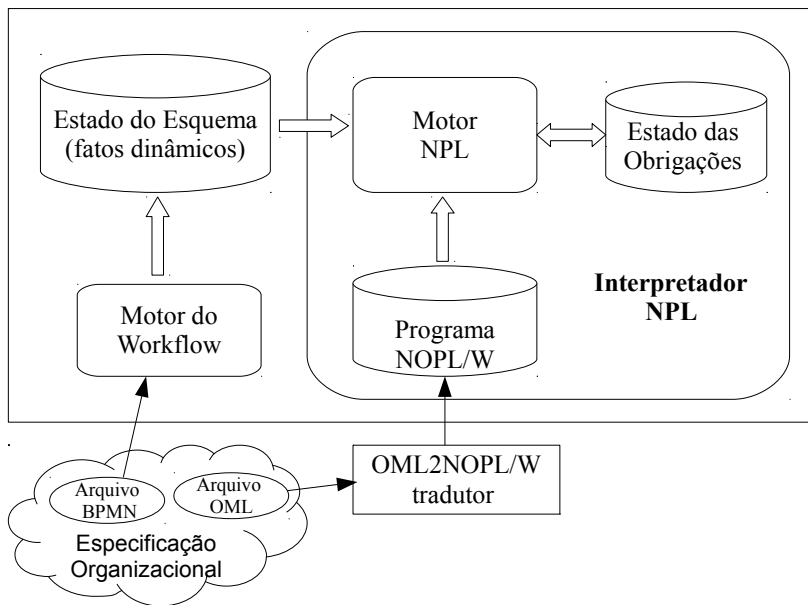 Estado do Esquema
(fatos dinâmicos)
Motor
NPL
Estado das
Obrigações
Interpretador
NPL
Motor do
Workflow
Programa
NOPL/W
Arquivo
BPMN
Arquivo
OML
Especificação
Organizacional
OML2NOPL/W
tradutor